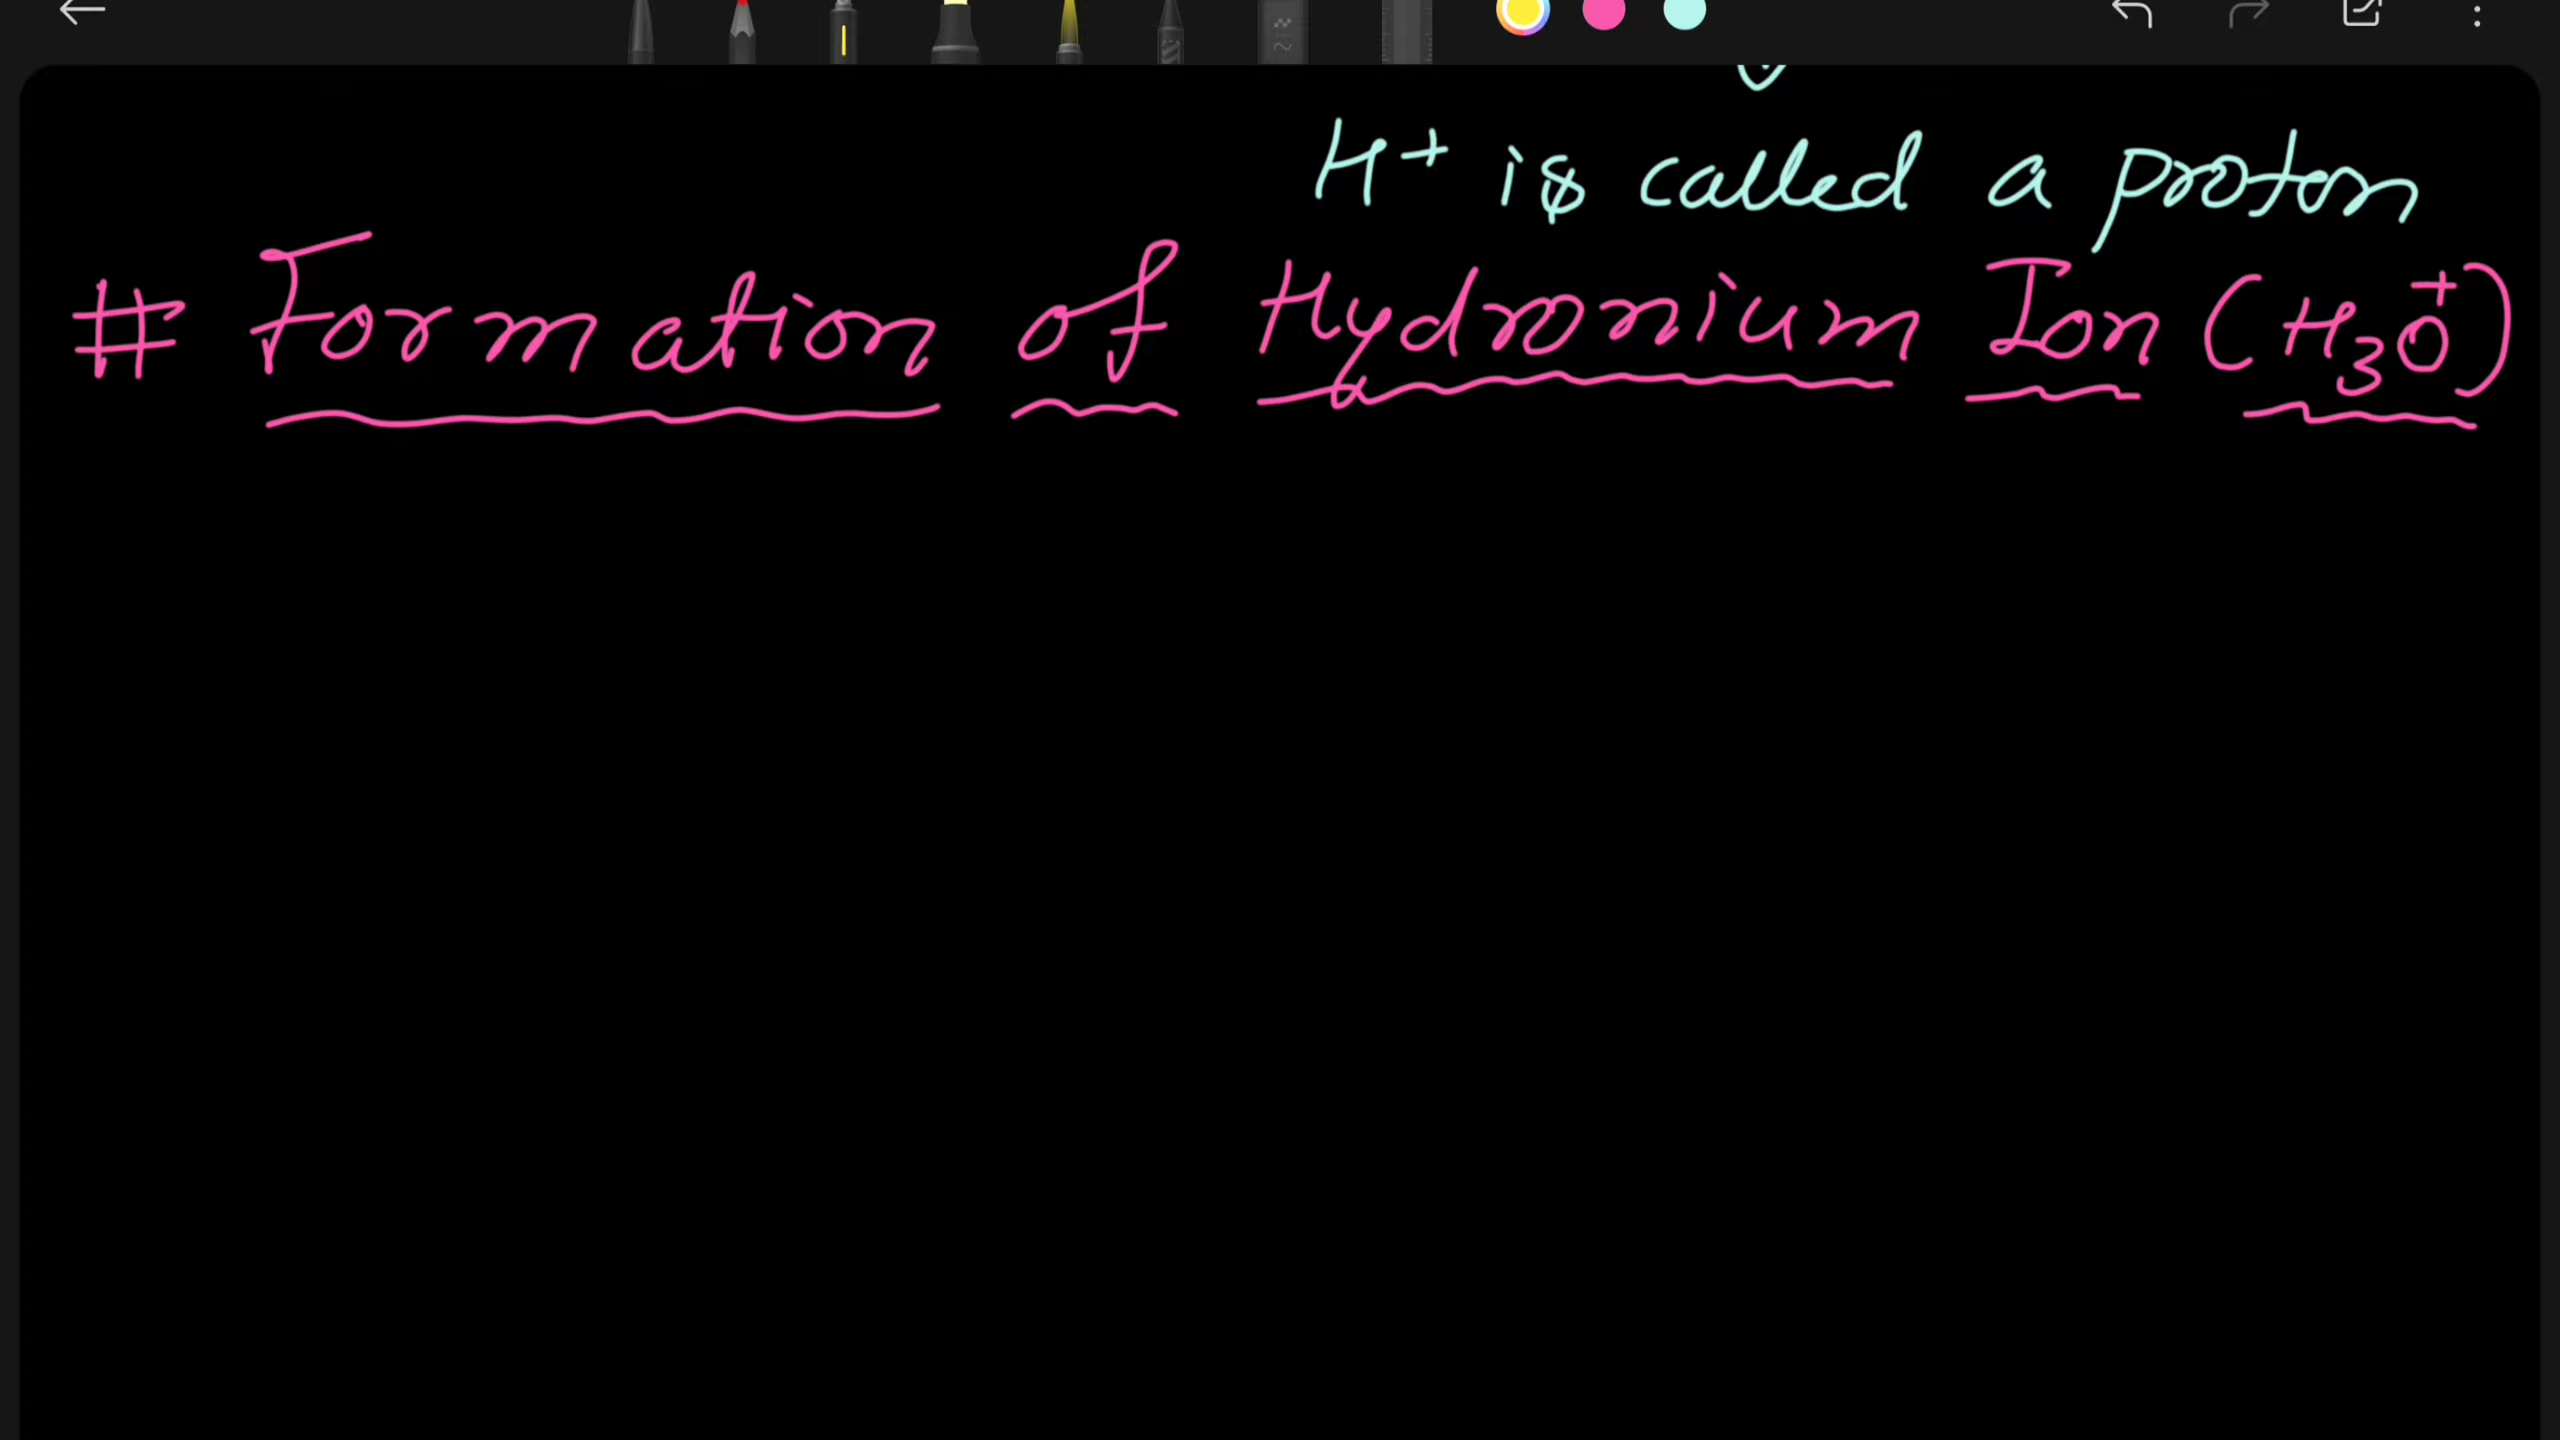 H⁺ is called a proton
# Formation of Hydronium Ion (H₃O⁺)